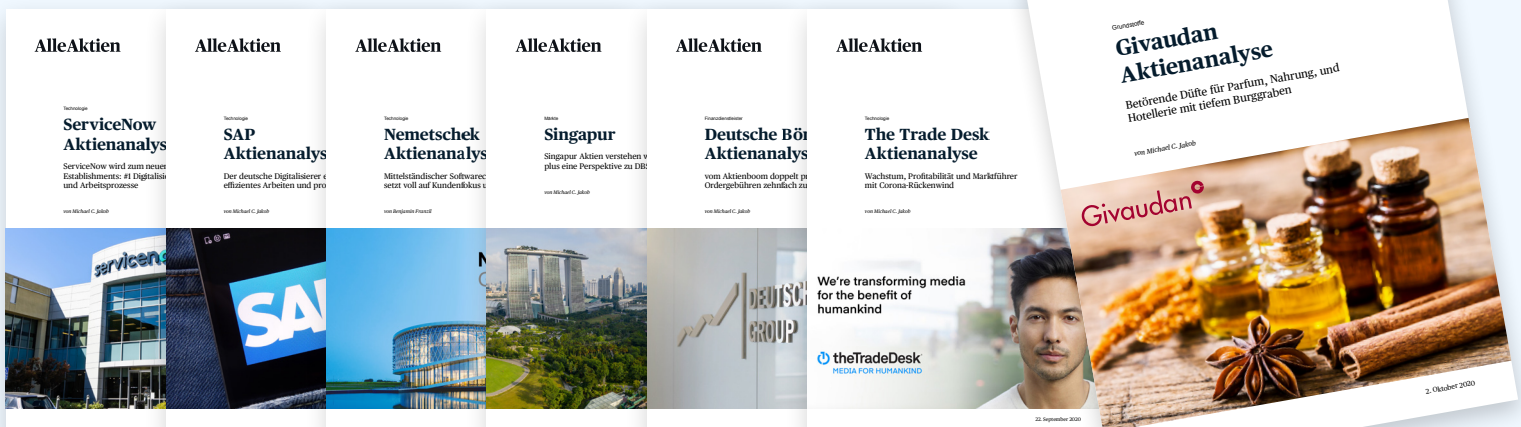 AlleAktien
Technologie
ServiceNow
Aktienanalys
ServiceNow wird zum neuen
Establishments: #1 Digitalisi
und Arbeitsprozesse
von Michael C. Jakob
servicen
AlleAktien
Technologie
SAP
Aktienanalys
Der deutsche Digitalisierer e
effizientes Arbeiten und pro
von Michael C. Jakob
SAP
AlleAktien
Technologie
Nemetschek
Aktienanalys
Mittelständischer Softwarec
setzt voll auf Kundenfokus u
von Benjamin Franzil
AlleAktien
Märkte
Singapur
Singapur Aktien verstehen
plus eine Perspektive zu DBS
von Michael C. Jakob
AlleAktien
Finanzdienstleister
Deutsche Bör
Aktienanalys
vom Aktienboom doppelt pr
Ordergebühren zehnfach zu
von Michael C. Jakob
DEUTSCH
GROUP
AlleAktien
Technologie
The Trade Desk
Aktienanalyse
Wachstum, Profitabilität und Marktführer
mit Corona-Rückenwind
von Michael C. Jakob
We're transforming media
for the benefit of
humankind
theTradeDesk
MEDIA FOR HUMANKIND
22. September 2020
Grundstoffe
Givaudan
Aktienanalyse
Betörende Düfte für Parfum, Nahrung, und
Hotellerie mit tiefem Burggraben
von Michael C. Jakob
Givaudan
2. Oktober 2020